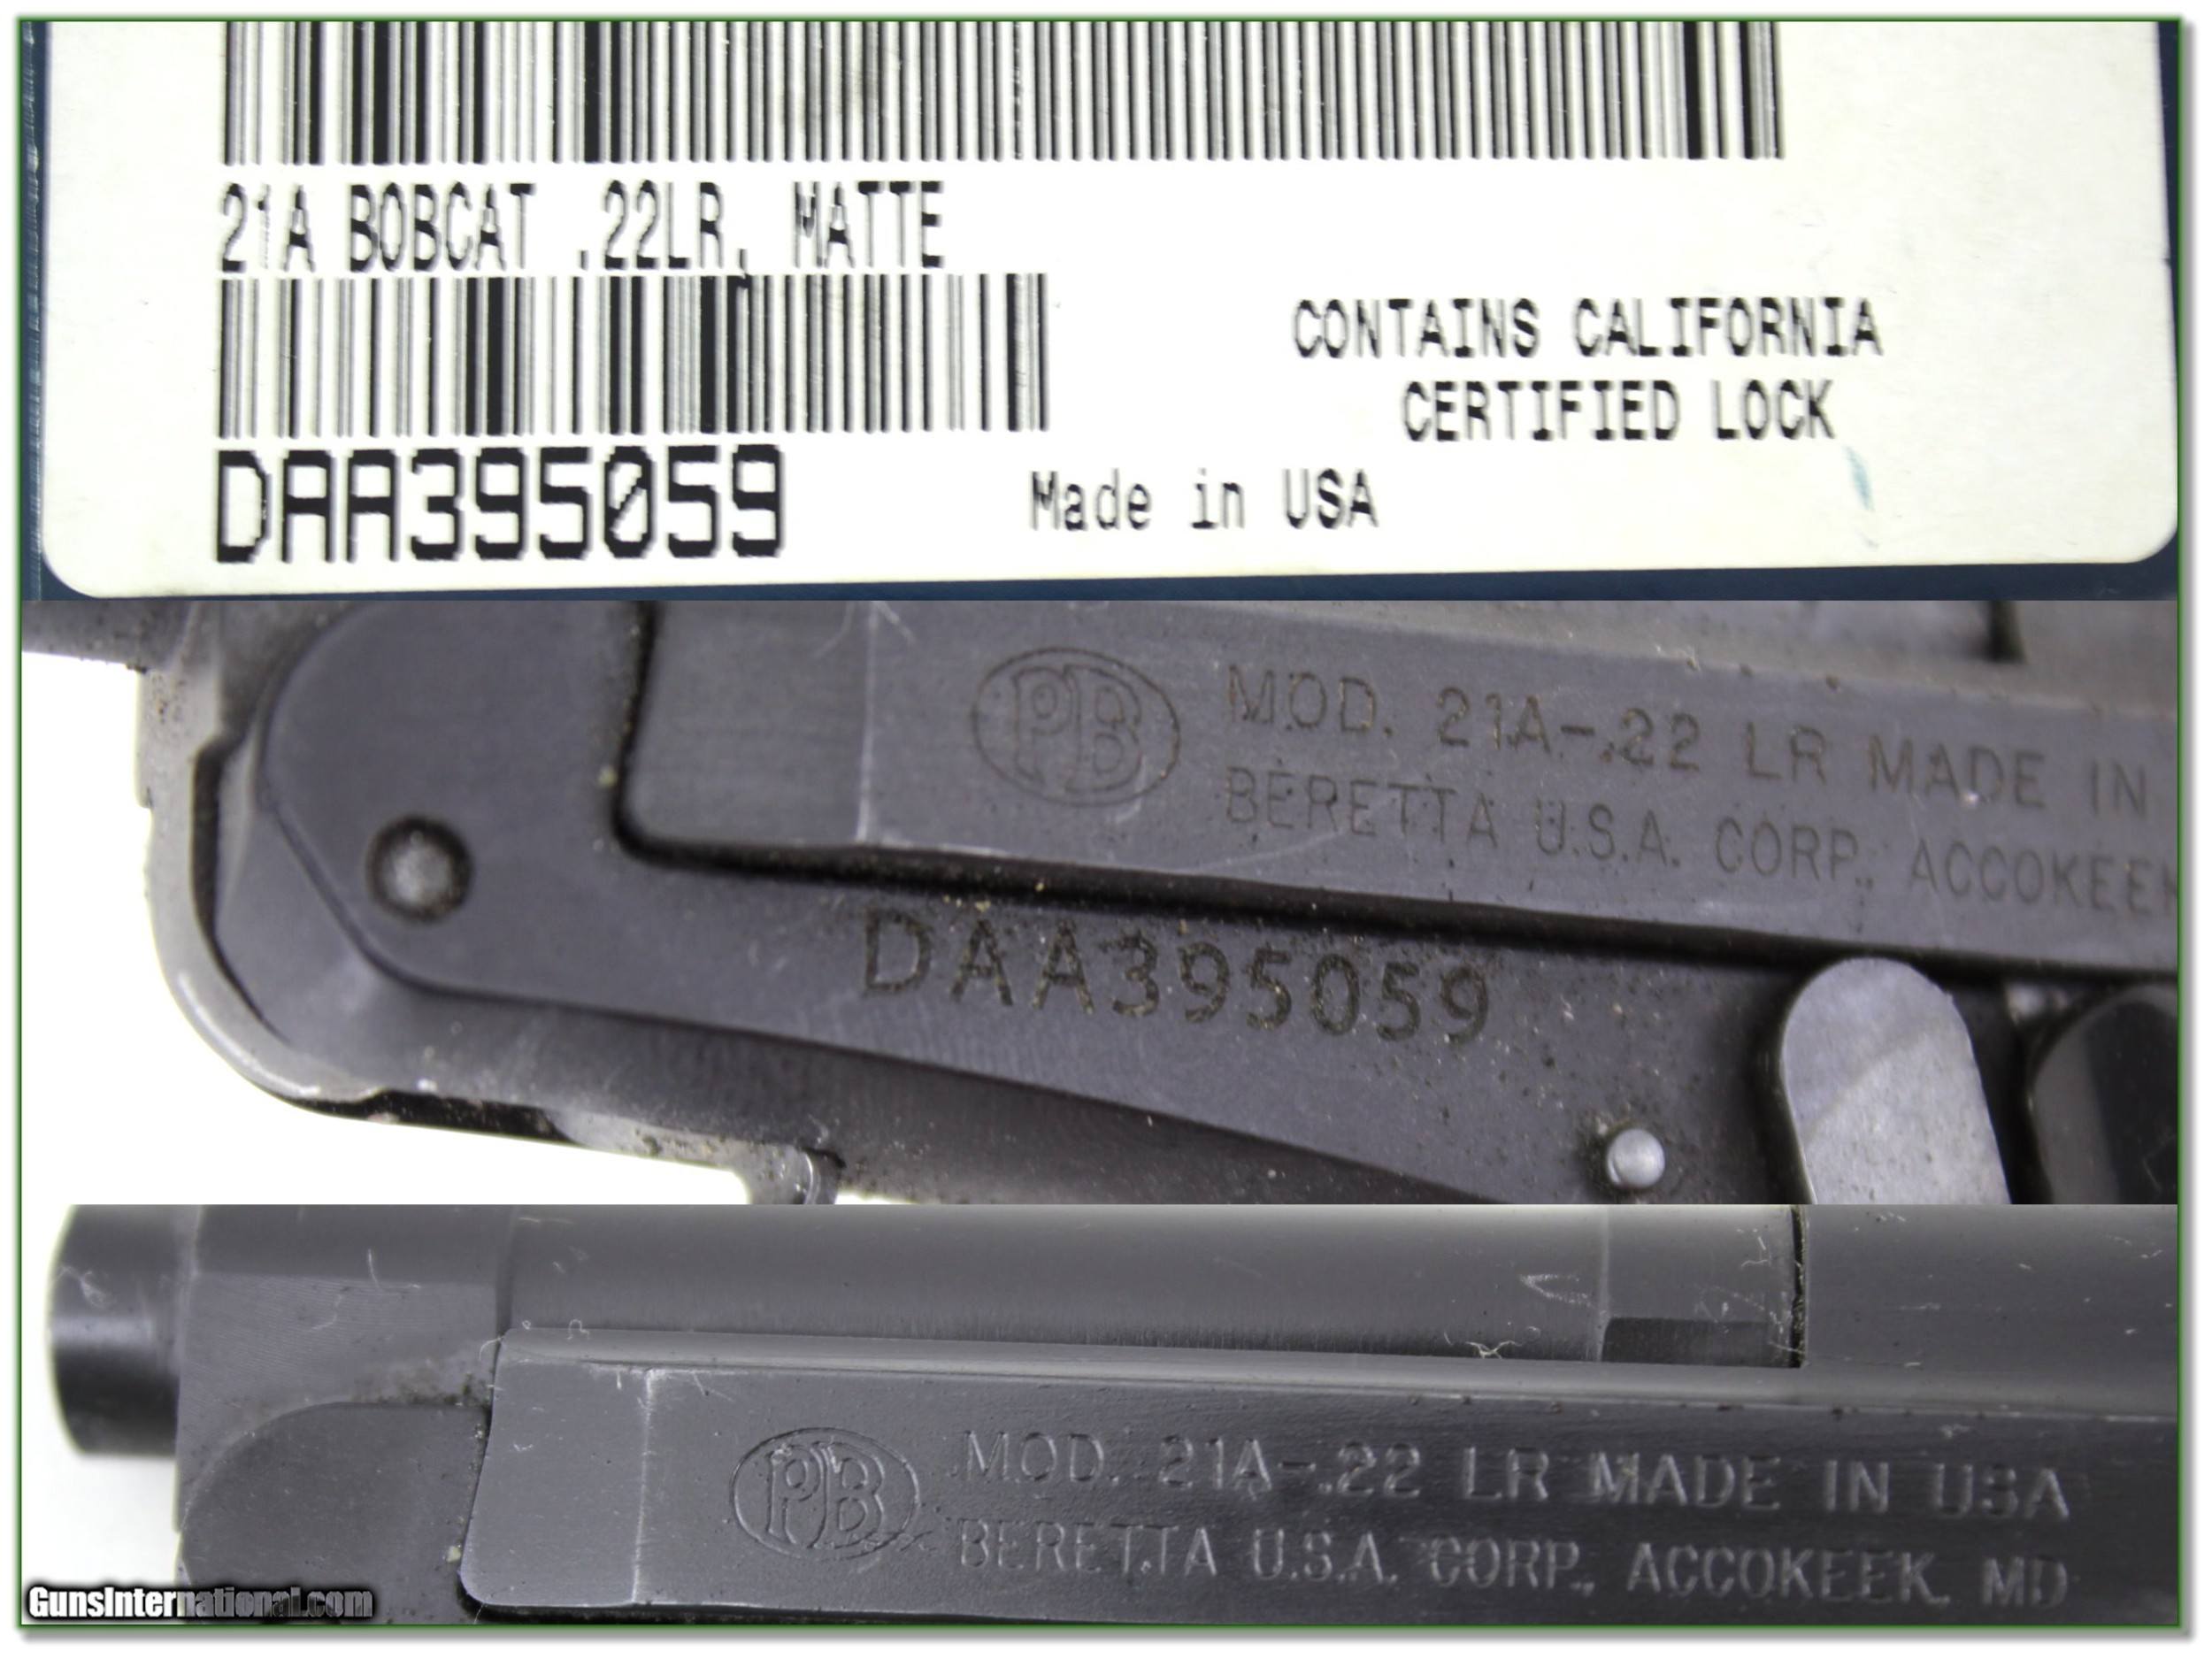 21A BOBCAT .22LR, MATTE
CONTAINS CALIFORNIA
CERTIFIED LOCK
DAA395059
Made in USA
PB
MOD. 21A-.22 LR MADE IN
BERETTA U.S.A. CORP., ACCOKEEK
DAA395059
PB
MOD. 21A-.22 LR MADE IN USA
BERETTA U.S.A. CORP., ACCOKEEK, MD
GunsInternational.com